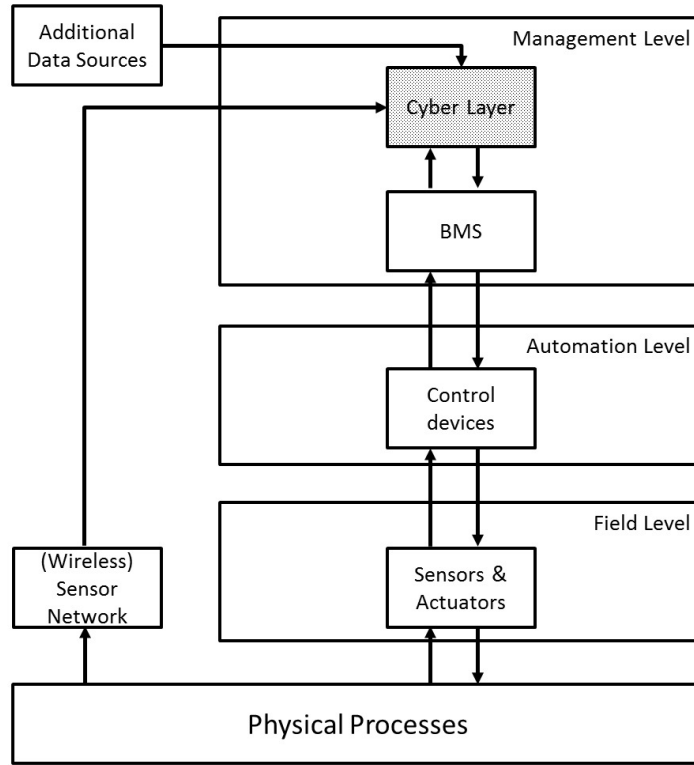 Additional
Data Sources
Management Level
Cyber Layer
BMS
Automation Level
Control
devices
Field Level
(Wireless)
Sensor
Network
Sensors &
Actuators
Physical Processes